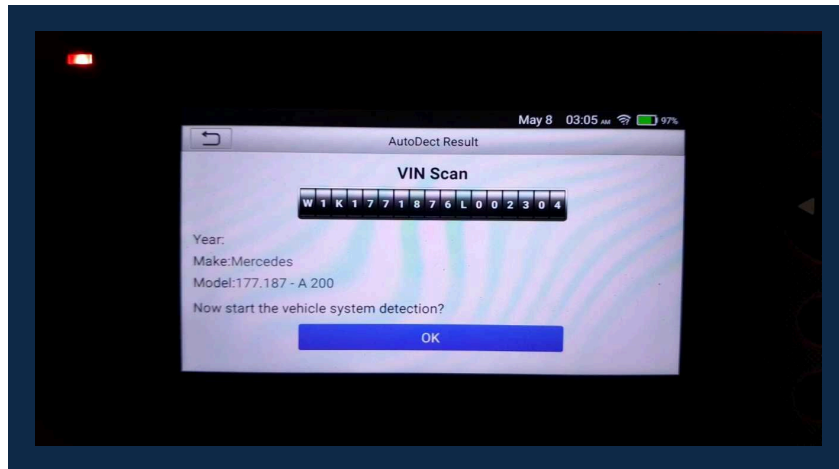 May 8 03:05 AM 97%
AutoDect Result
VIN Scan
W1K1771876L002304
Year:
Make:Mercedes
Model:177.187 - A 200
Now start the vehicle system detection?
OK